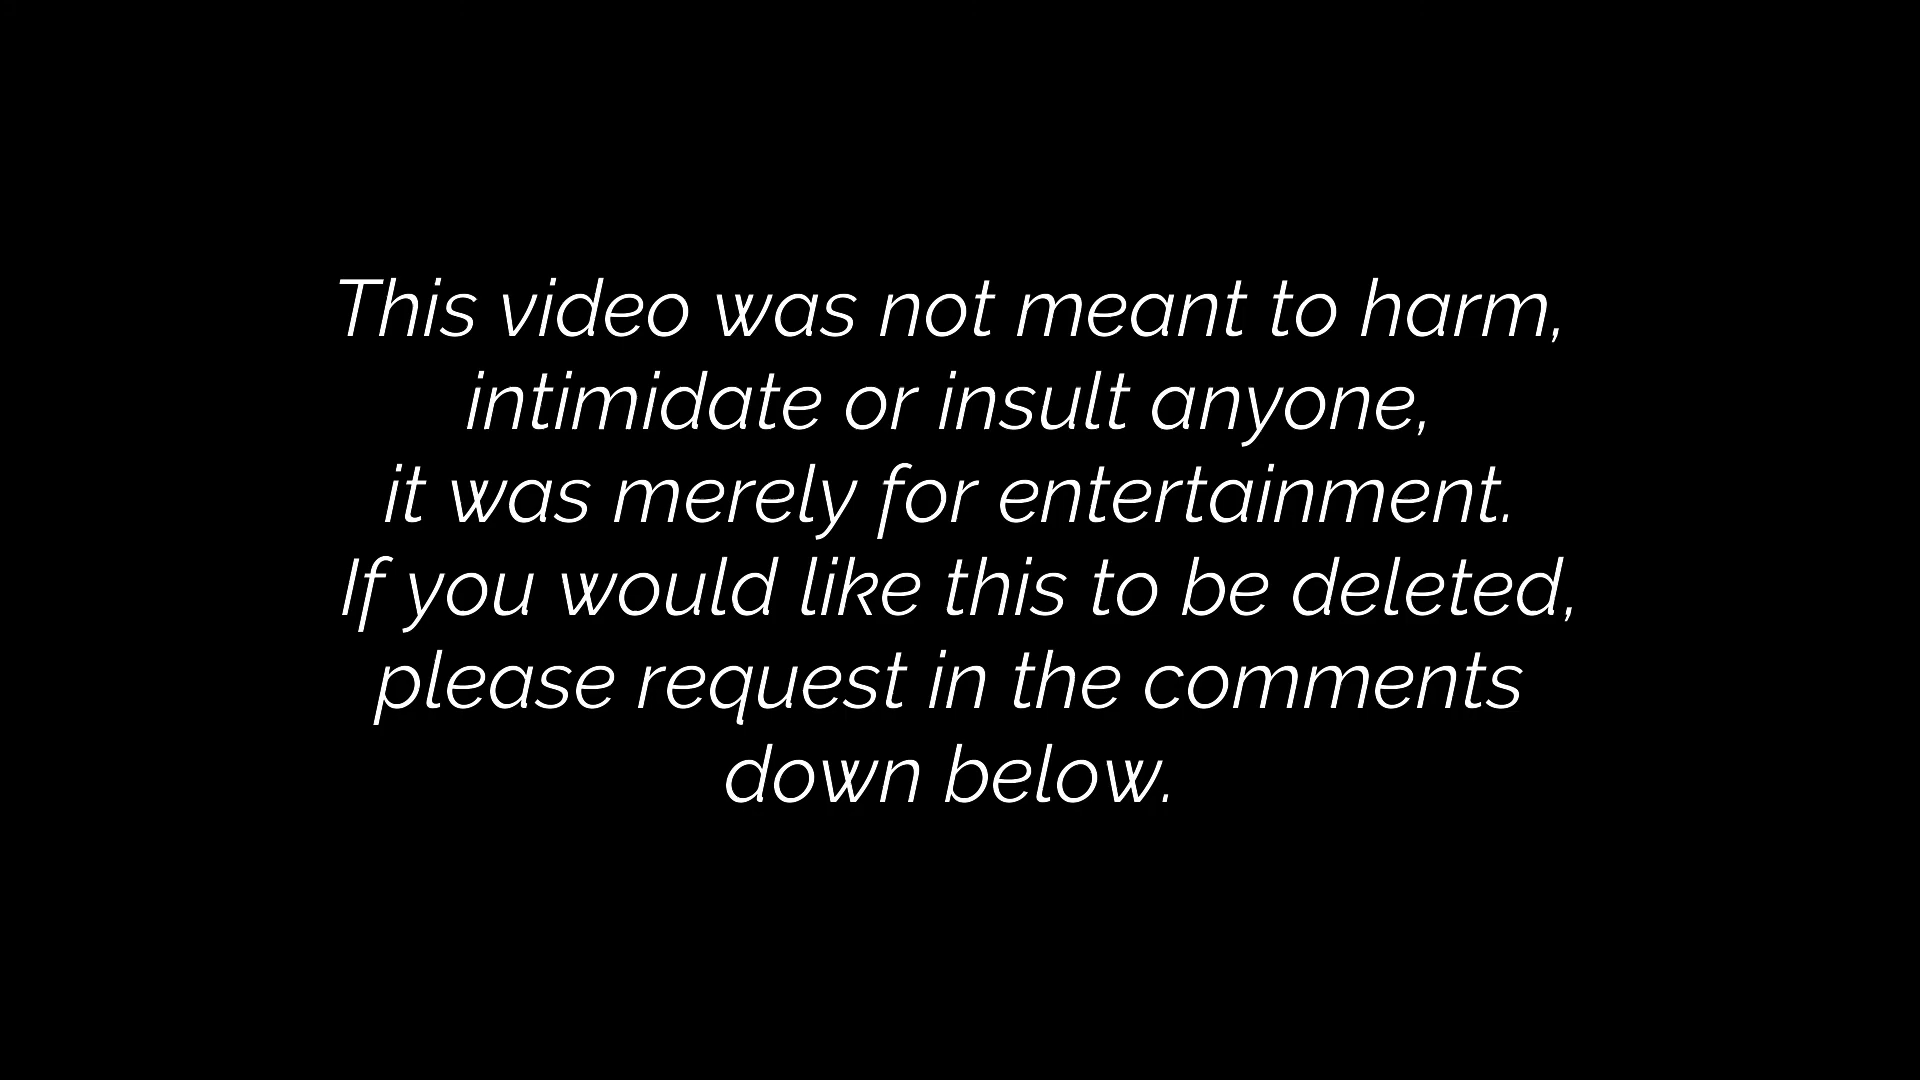 This video was not meant to harm,
intimidate or insult anyone,
it was merely for entertainment.
If you would like this to be deleted,
please request in the comments
down below.